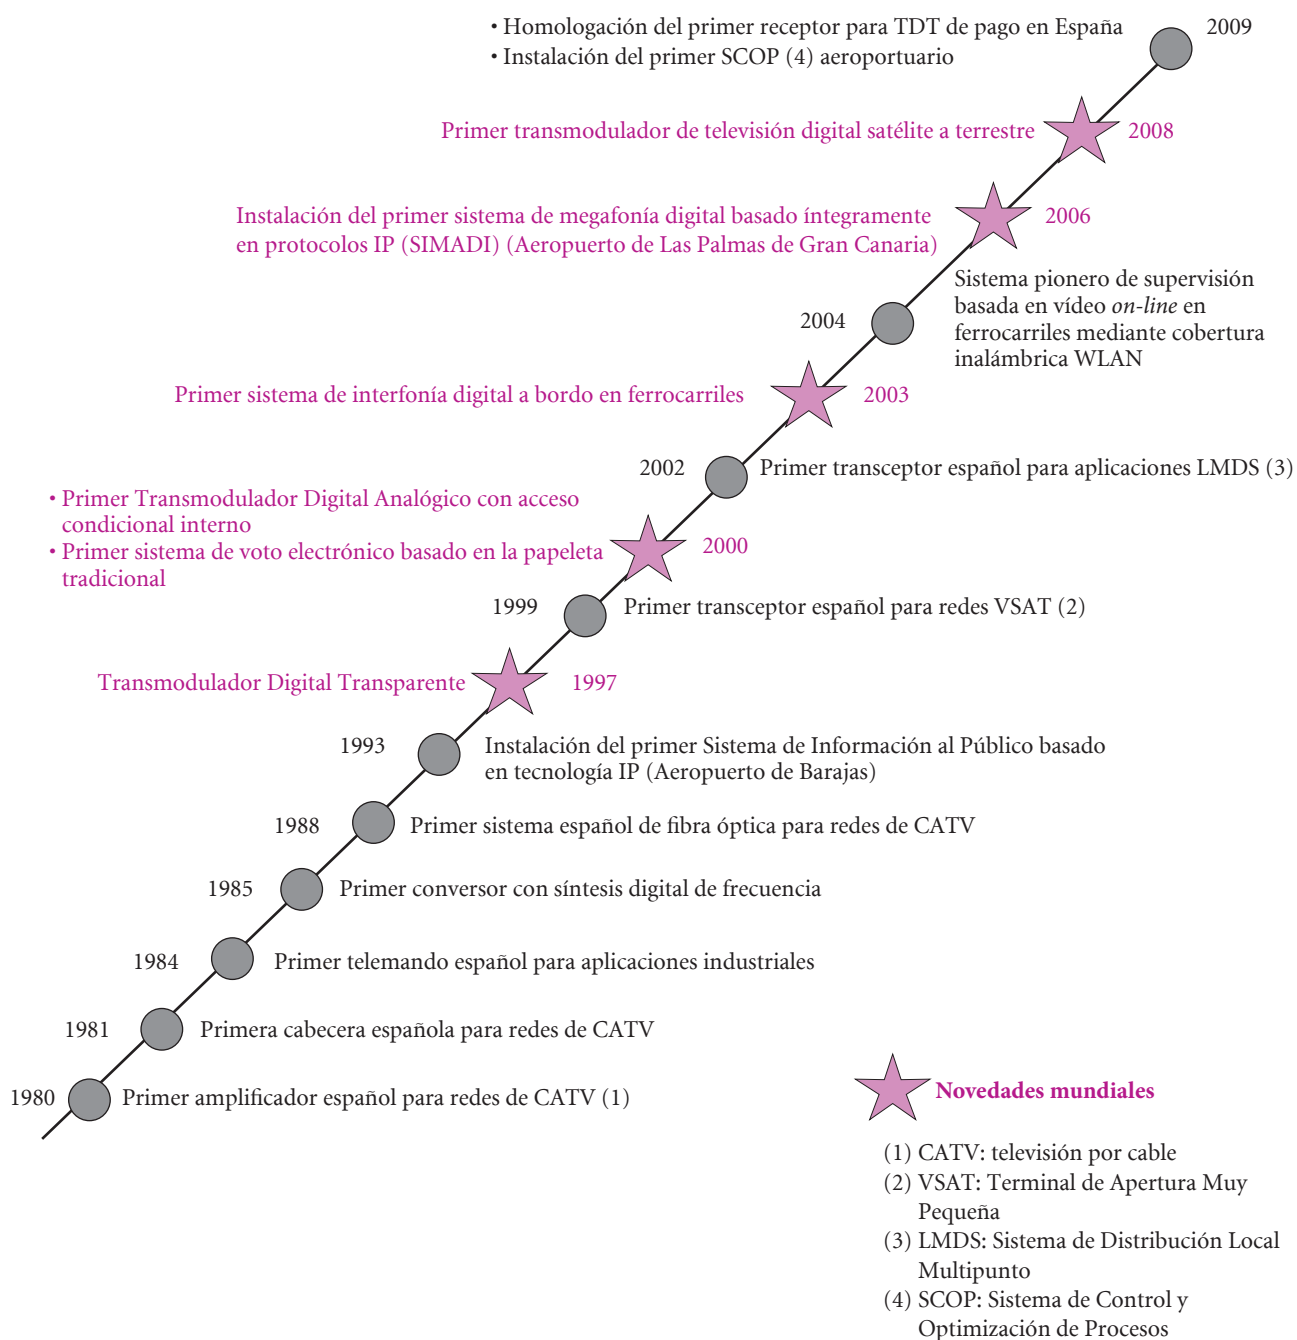 • Homologación del primer receptor para TDT de pago en España
• Instalación del primer SCOP (4) aeroportuario
2009
Primer transmodulador de televisión digital satélite a terrestre
2008
Instalación del primer sistema de megafonía digital basado íntegramente
en protocolos IP (SIMADI) (Aeropuerto de Las Palmas de Gran Canaria)
2006
Sistema pionero de supervisión
basada en vídeo on-line en
ferrocarriles mediante cobertura
inalámbrica WLAN
2004
Primer sistema de interfonía digital a bordo en ferrocarriles
2003
2002
Primer transceptor español para aplicaciones LMDS (3)
• Primer Transmodulador Digital Analógico con acceso
condicional interno
• Primer sistema de voto electrónico basado en la papeleta
tradicional
2000
1999
Primer transceptor español para redes VSAT (2)
Transmodulador Digital Transparente
1997
1993
Instalación del primer Sistema de Información al Público basado
en tecnología IP (Aeropuerto de Barajas)
1988
Primer sistema español de fibra óptica para redes de CATV
1985
Primer conversor con síntesis digital de frecuencia
1984
Primer telemando español para aplicaciones industriales
1981
Primera cabecera española para redes de CATV
1980
Primer amplificador español para redes de CATV (1)
Novedades mundiales
(1) CATV: televisión por cable
(2) VSAT: Terminal de Apertura Muy
Pequeña
(3) LMDS: Sistema de Distribución Local
Multipunto
(4) SCOP: Sistema de Control y
Optimización de Procesos